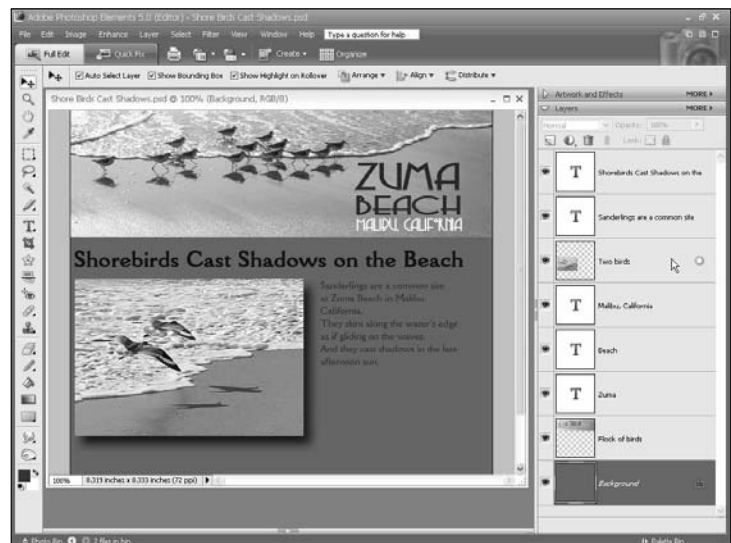 Adobe Photoshop Elements 5.0 (Editor) - Shore Birds Cast Shadows.psd
File Edit Image Enhance Layer Select Filter View Window Help Type a question for help
Full Edit Quick Fix Create Organize
Auto Select Layer Show Bounding Box Show Highlight on Rollover Arrange Align Distribute
Shore Birds Cast Shadows.psd @ 100% (Background, RGB/8)
ZUMA
BEACH
MALIBU, CALIFORNIA
Shorebirds Cast Shadows on the Beach
Sanderlings are a common site
at Zuma Beach in Malibu
California.
They skim along the water's edge
as if gliding on the waves.
And they cast shadows in the late
afternoon sun.
100% 8.319 inches x 8.333 inches (72 ppi)
Artwork and Effects MORE
Layers MORE
Normal Opacity: 100%
Lock:
T Shorebirds Cast Shadows on the
T Sanderlings are a common site
Two birds
T Malibu, California
T Beach
T Zuma
Flock of birds
Background
Photo Bin 2 files in bin
Palette Bin